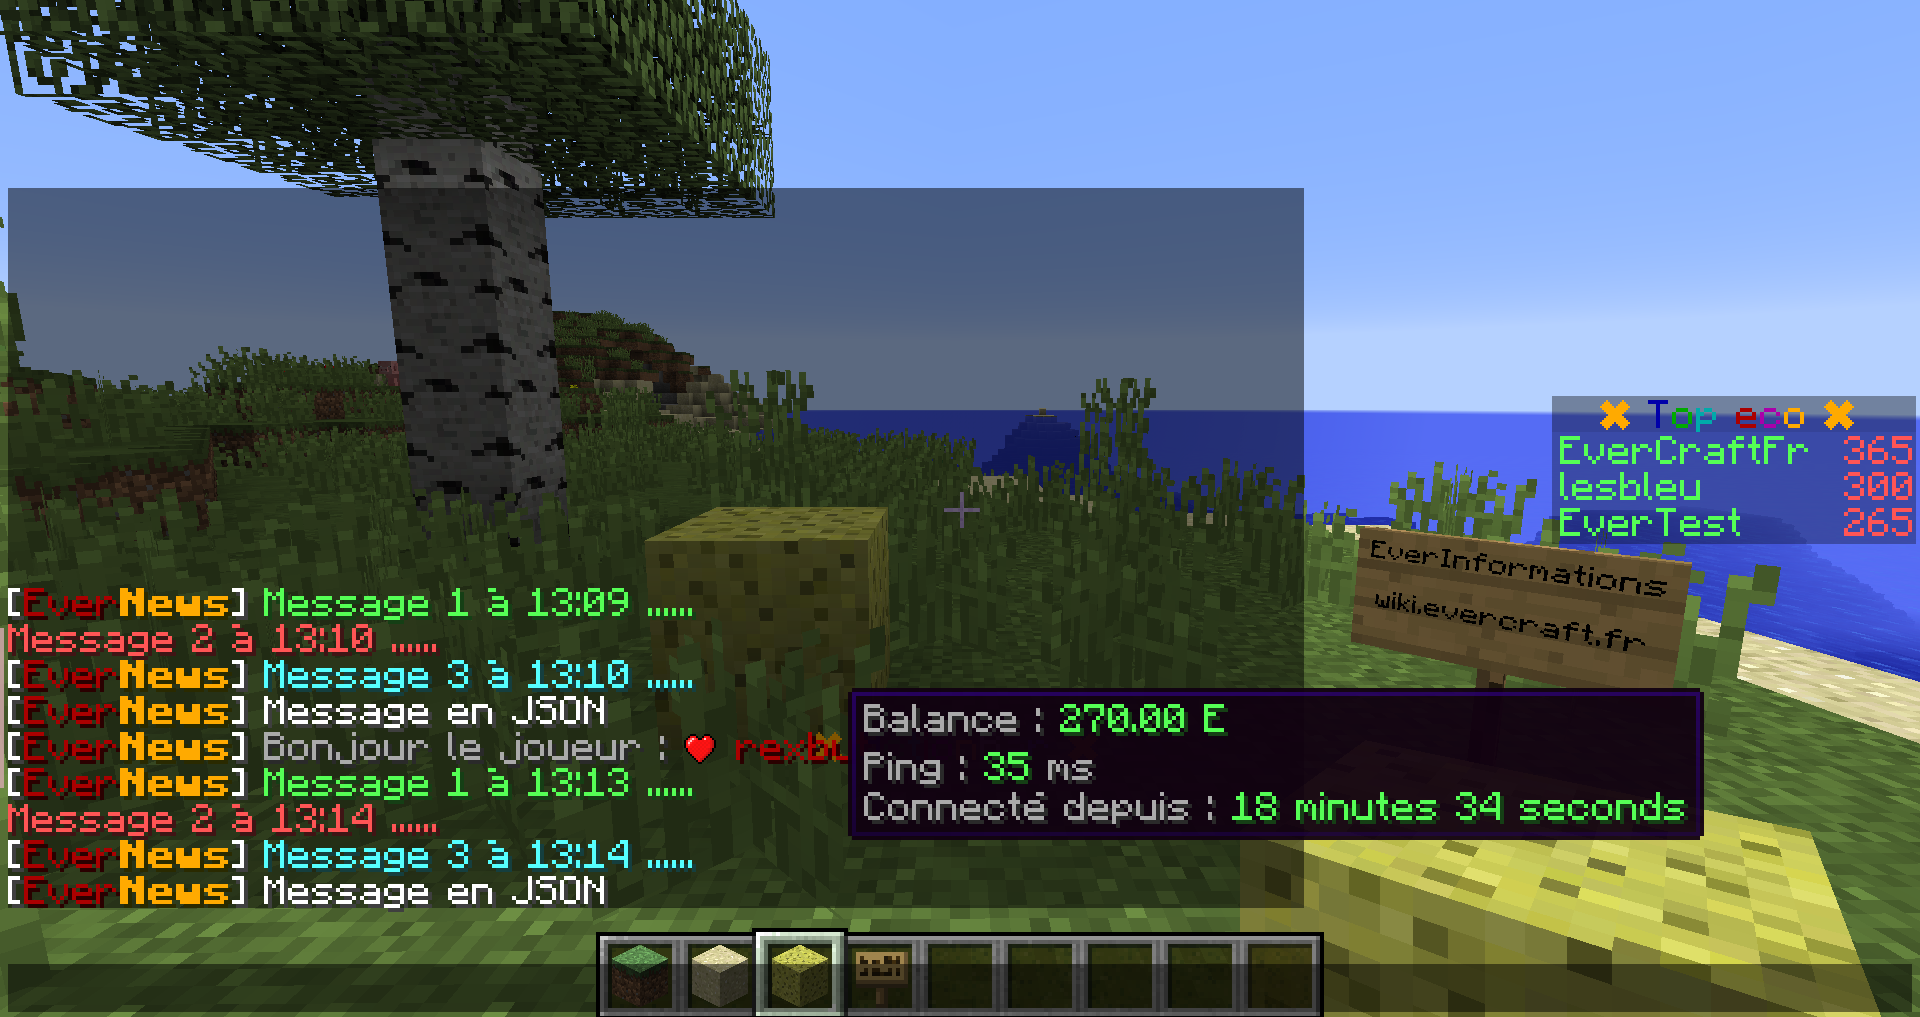 ✖ Top eco ✖
EverCraftFr 365
lesbleu 300
EverTest 265
EverInformations
wiki.evercraft.fr
[EverNews] Message 1 à 13:09 ......
Message 2 à 13:10 ......
[EverNews] Message 3 à 13:10 ......
[EverNews] Message en JSON
[EverNews] Bonjour le joueur : ❤
[EverNews] Message 1 à 13:13 ......
Message 2 à 13:14 ......
[EverNews] Message 3 à 13:14 ......
[EverNews] Message en JSON
Balance : 270.00 E
Ping : 35 ms
Connecté depuis : 18 minutes 34 seconds